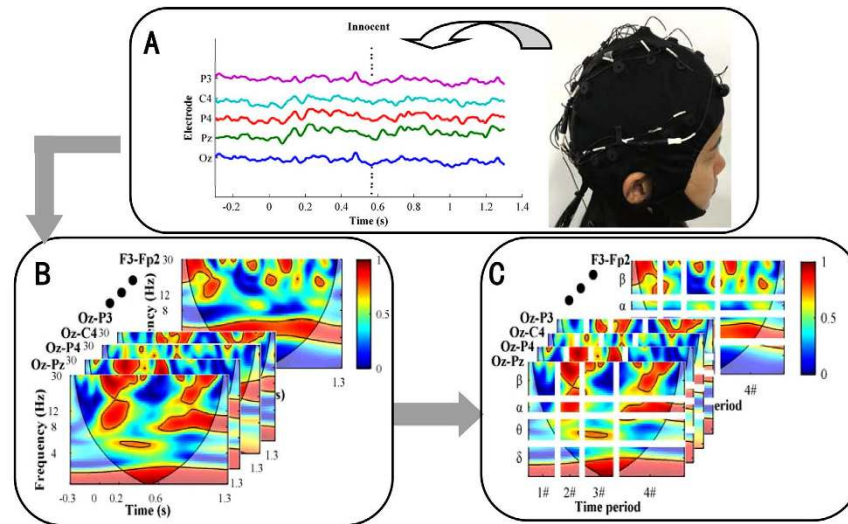 A
Innocent
Electrode
P3
C4
P4
Pz
Oz
-0.2 0 0.2 0.4 0.6 0.8 1 1.2 1.4
Time (s)
B
F3-Fp2
Oz-P3
Oz-C4
Oz-P4
Oz-Pz
30
12
8
30
30
30
30
12
8
4
Frequency (Hz)
-0.3 0 0.2 0.6 1.3
Time (s)
1.3
1.3
1.3
1
0.5
0
C
F3-Fp2
Oz-P3
Oz-C4
Oz-P4
Oz-Pz
β
α
β
α
θ
δ
1# 2# 3# 4#
Time period
4#
1
0.5
0